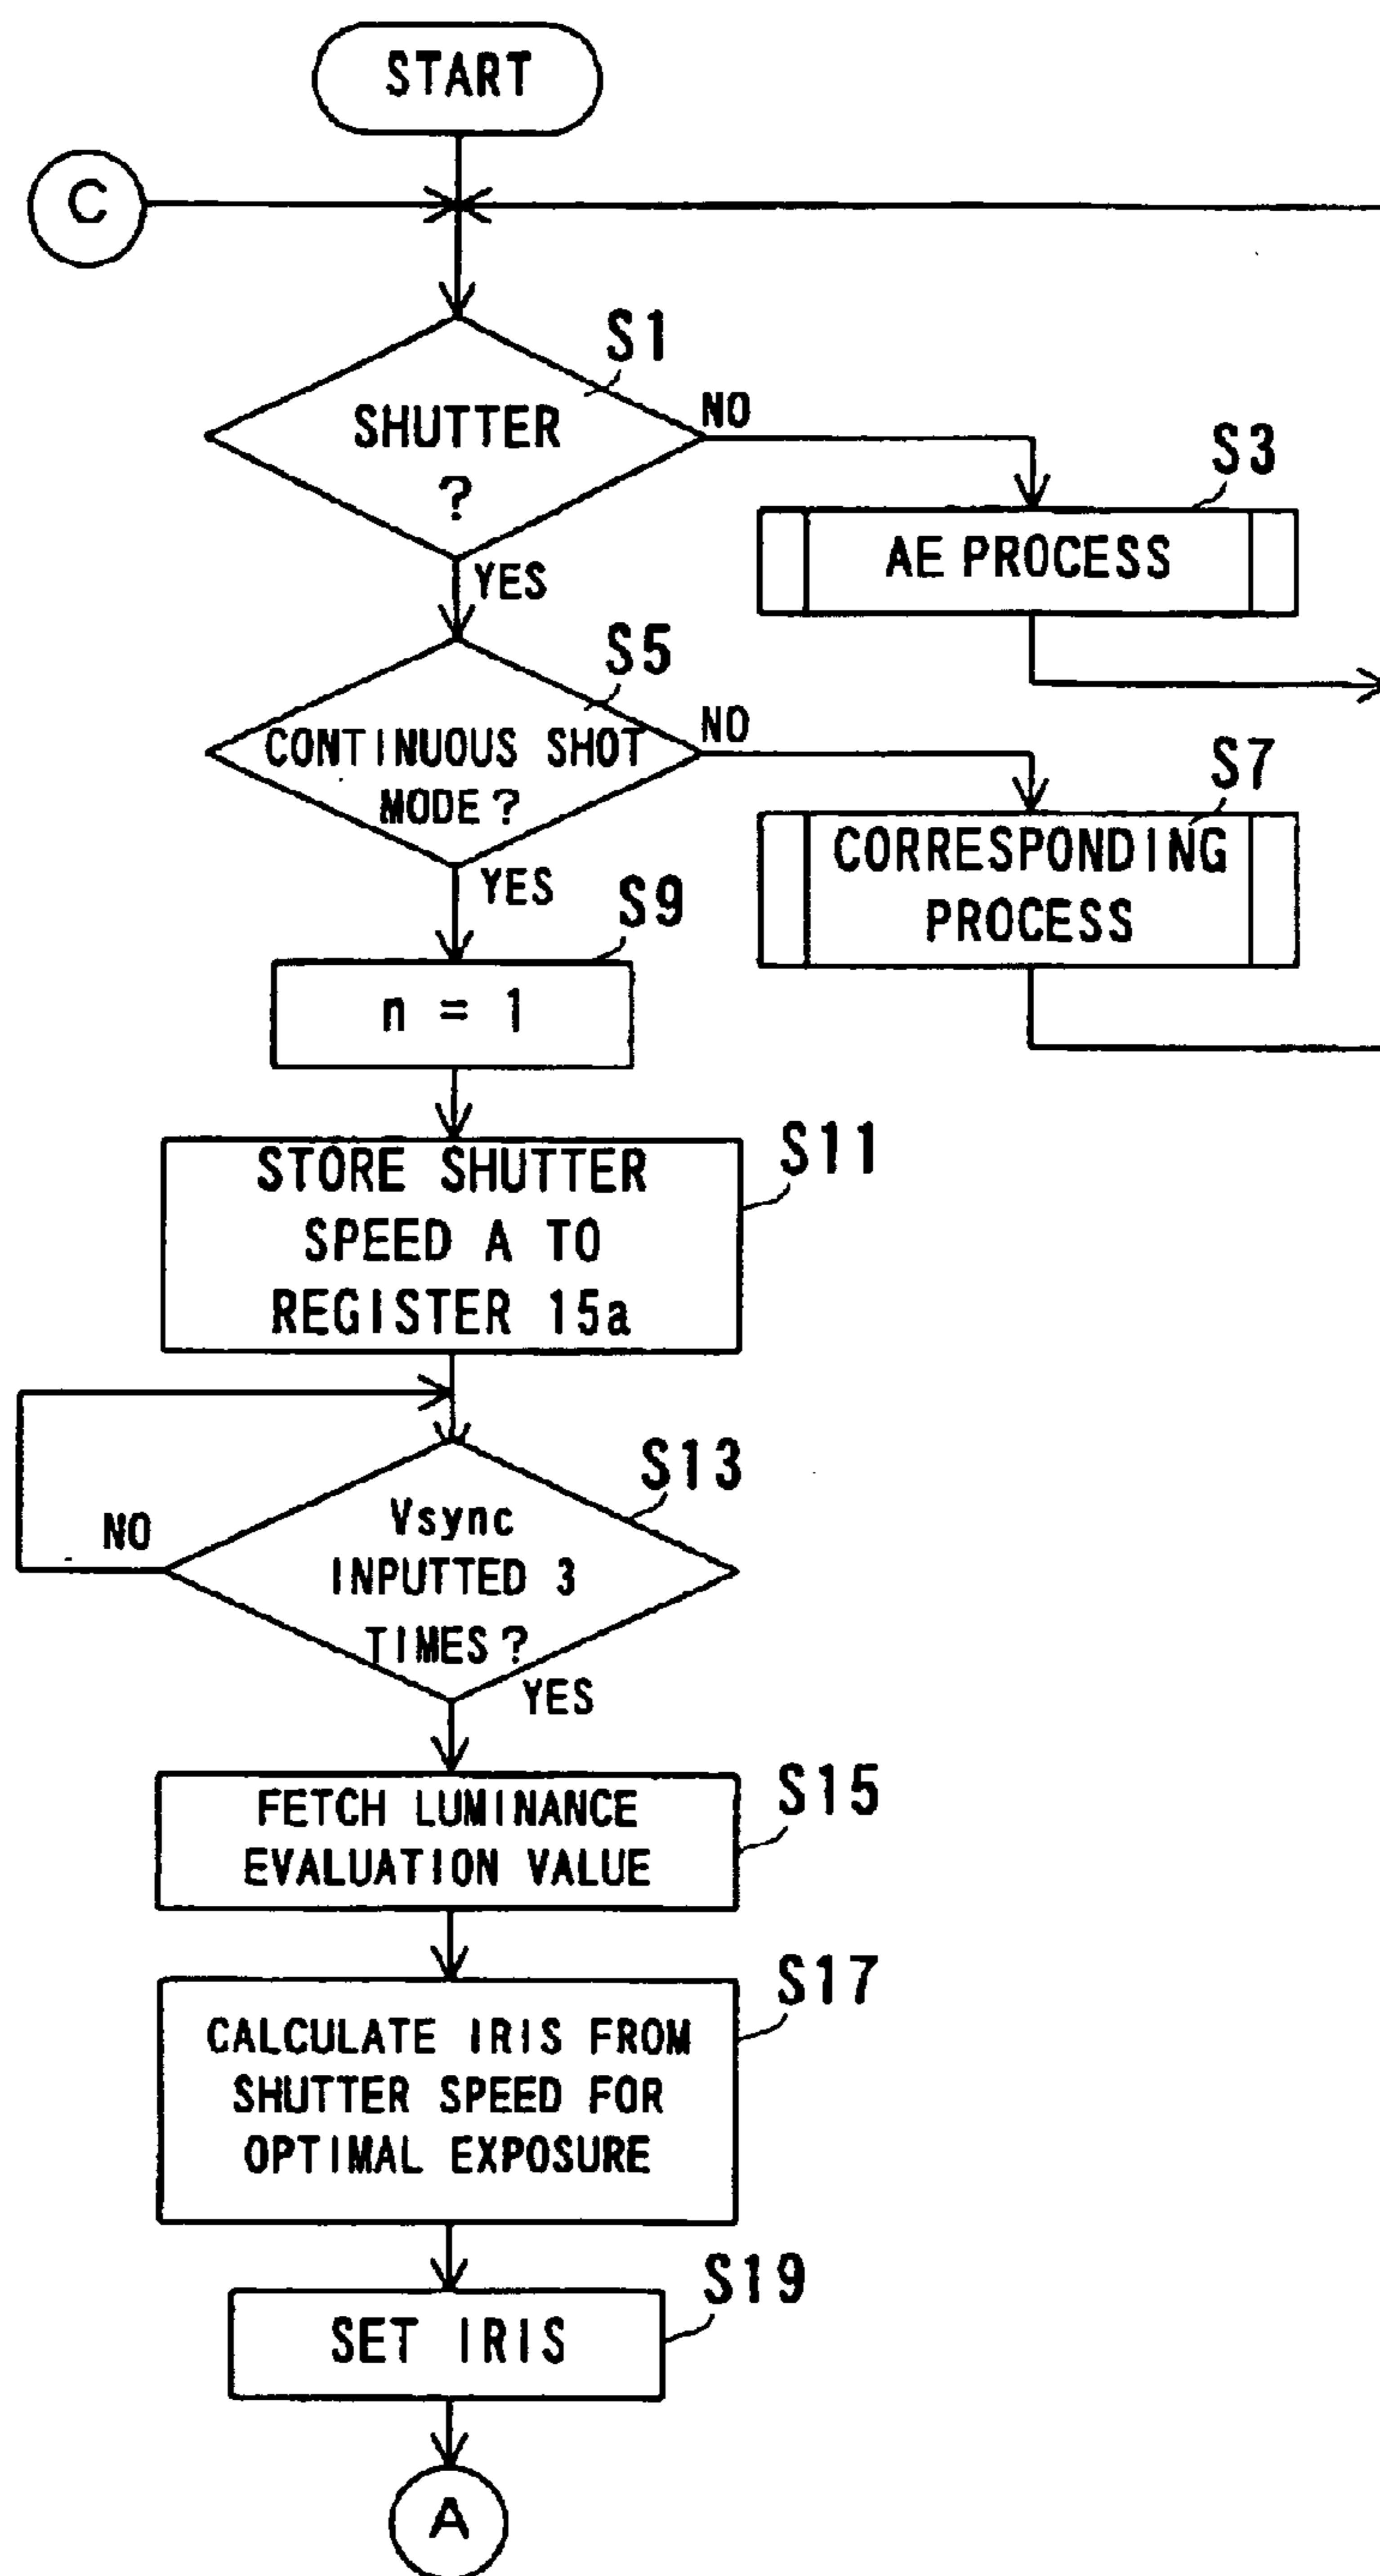 START
C
S1
SHUTTER
?
NO
YES
S3
AE PROCESS
S5
CONTINUOUS SHOT
MODE?
NO
YES
S7
CORRESPONDING
PROCESS
S9
n = 1
S11
STORE SHUTTER
SPEED A TO
REGISTER 15a
S13
Vsync
INPUTTED 3
TIMES?
NO
YES
S15
FETCH LUMINANCE
EVALUATION VALUE
S17
CALCULATE IRIS FROM
SHUTTER SPEED FOR
OPTIMAL EXPOSURE
S19
SET IRIS
A